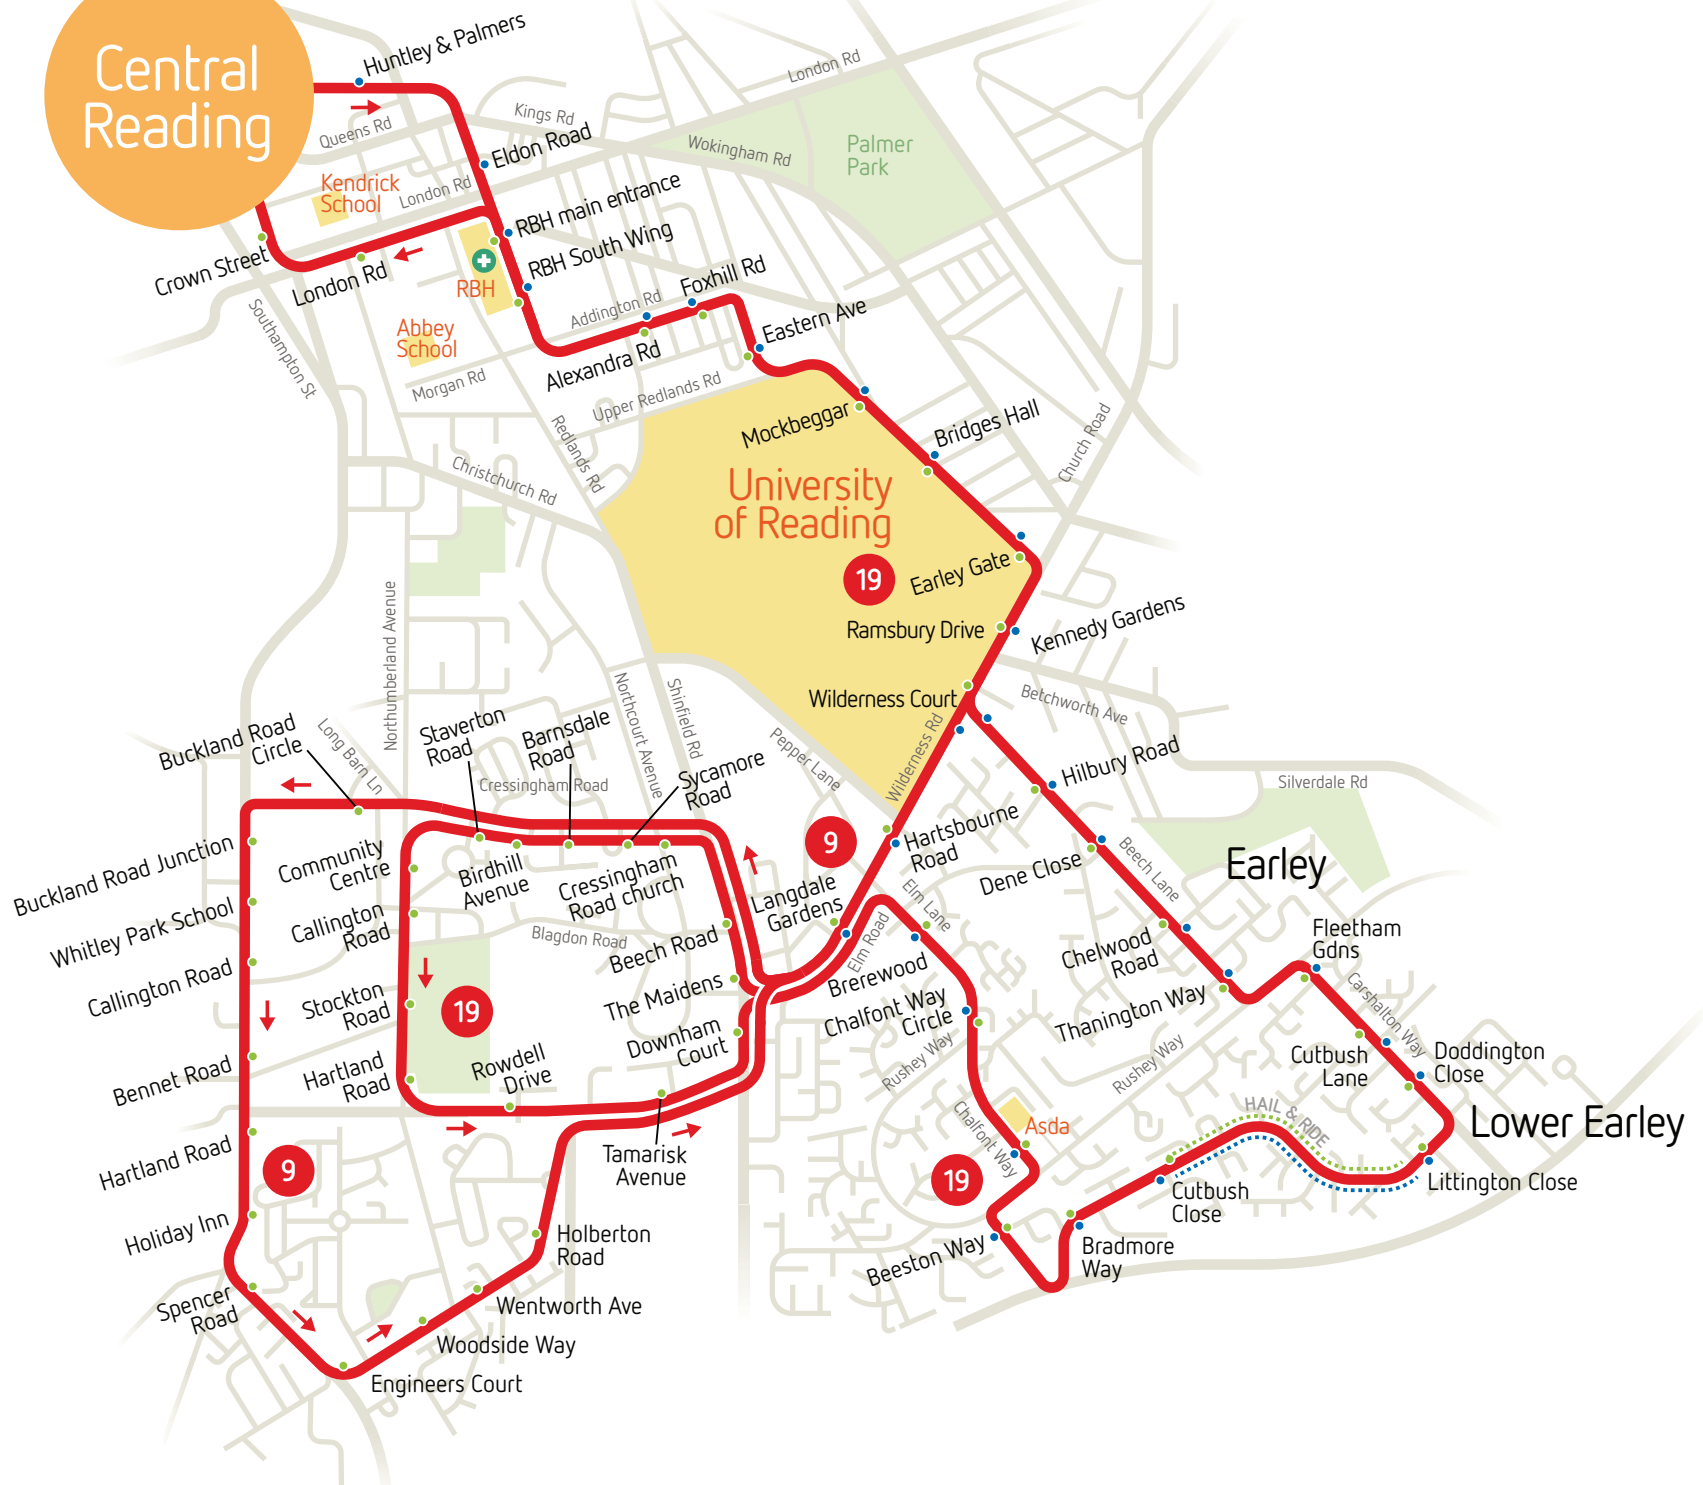 Central
Reading
Huntley & Palmers
Queens Rd
Kings Rd
London Rd
Eldon Road
Wokingham Rd
Palmer
Park
Kendrick
School
London Rd
RBH main entrance
RBH South Wing
Crown Street
London Rd
RBH
Foxhill Rd
Addington Rd
Eastern Ave
Southampton St
Abbey
School
Alexandra Rd
Morgan Rd
Upper Redlands Rd
Mockbeggar
Bridges Hall
Redlands Rd
Church Road
Christchurch Rd
University
of Reading
19
Earley Gate
Northumberland Avenue
Ramsbury Drive
Kennedy Gardens
Wilderness Court
Betchworth Ave
Northcourt Avenue
Shinfield Rd
Buckland Road
Circle
Long Barn Ln
Staverton
Road
Barnsdale
Road
Cressingham Road
Sycamore
Road
Pepper Lane
Wilderness Rd
Hilbury Road
Silverdale Rd
9
Hartsbourne
Road
Buckland Road Junction
Community
Centre
Birdhill
Avenue
Cressingham
Road church
Langdale
Gardens
Elm Lane
Dene Close
Beech Lane
Earley
Whitley Park School
Callington
Road
Blagdon Road
Beech Road
Elm Road
Brerewood
Chelwood
Road
Fleetham
Gdns
Callington Road
Stockton
Road
19
The Maidens
Chalfont Way
Circle
Thanington Way
Carshalton Way
Downham
Court
Rushey Way
Rushey Way
Cutbush
Lane
Doddington
Close
Bennet Road
Hartland
Road
Rowdell
Drive
Chalfont Way
Asda
HAIL & RIDE
Lower Earley
Hartland Road
9
Tamarisk
Avenue
19
Cutbush
Close
Littington Close
Holiday Inn
Holberton
Road
Beeston Way
Bradmore
Way
Spencer
Road
Wentworth Ave
Woodside Way
Engineers Court